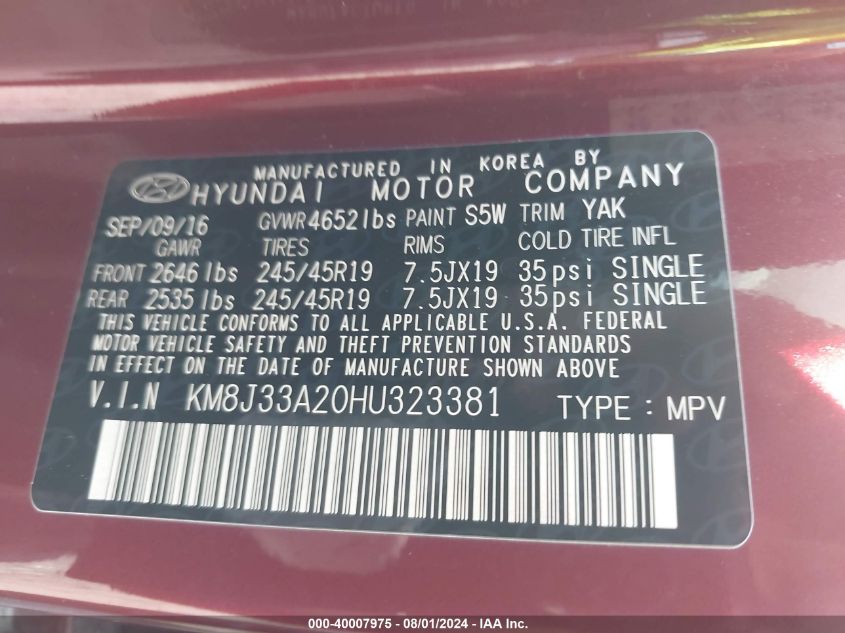 MANUFACTURED IN KOREA BY
HYUNDAI MOTOR COMPANY
SEP/09/16 GVWR 4652lbs PAINT S5W TRIM YAK
GAWR TIRES RIMS COLD TIRE INFL
FRONT 2646 lbs 245/45R19 7.5JX19 35psi SINGLE
REAR 2535 lbs 245/45R19 7.5JX19 35psi SINGLE
THIS VEHICLE CONFORMS TO ALL APPLICABLE U.S.A. FEDERAL
MOTOR VEHICLE SAFETY AND THEFT PREVENTION STANDARDS
IN EFFECT ON THE DATE OF MANUFACTURE SHOWN ABOVE
V.I.N KM8J33A20HU323381 TYPE : MPV
000-40007975 - 08/01/2024 - IAA Inc.